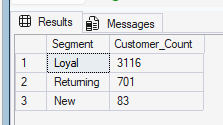 Results Messages
Segment Customer_Count
1 Loyal 3116
2 Returning 701
3 New 83